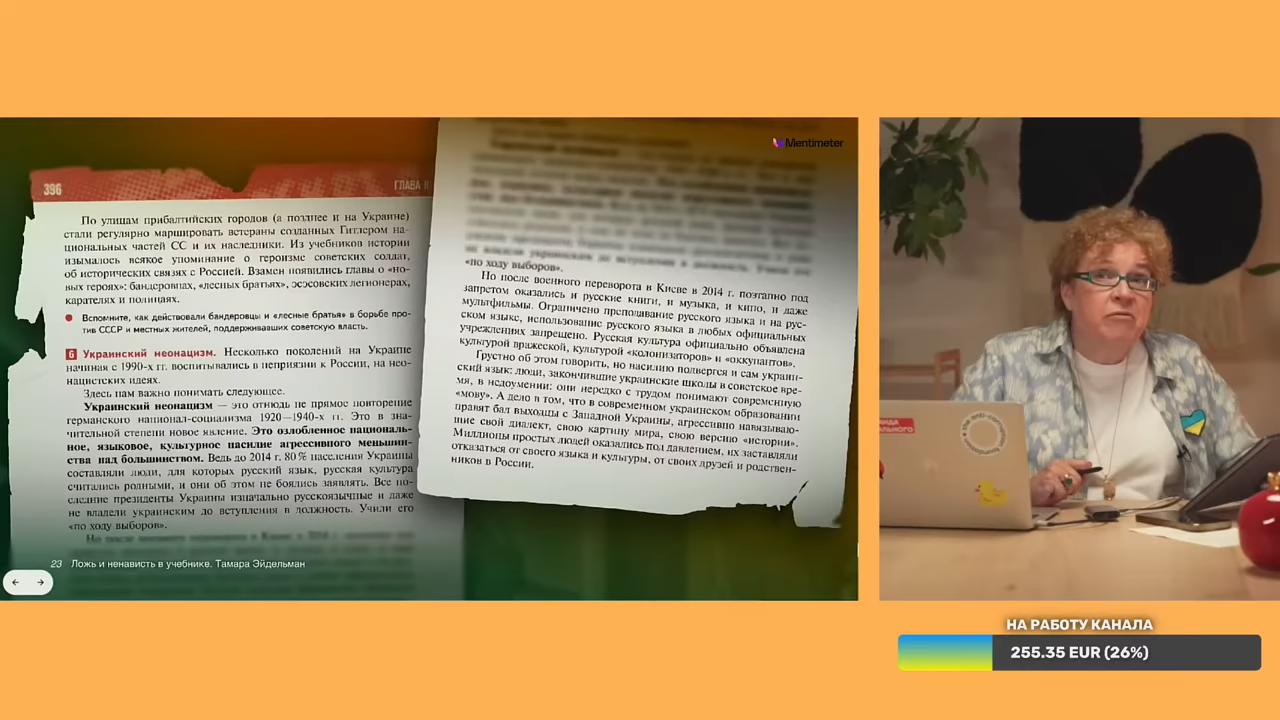 Mentimeter
396
ГЛАВА II
По улицам прибалтийских городов (а позднее и на Украине)
стали регулярно маршировать ветераны созданных Гитлером на-
циональных частей СС и их наследники. Из учебников истории
изымалось всякое упоминание о героизме советских солдат,
об исторических связях с Россией. Взамен появились главы о «но-
вых героях»: бандеровцах, «лесных братьях», эсэсовских легионерах,
карателях и полицаях.
Вспомните, как действовали бандеровцы и «лесные братья» в борьбе про-
тив СССР и местных жителей, поддерживавших советскую власть.
6 Украинский неонацизм. Несколько поколений на Украине
начиная с 1990-х гг. воспитывались в неприязни к России, на нео-
нацистских идеях.
Здесь нам важно понимать следующее.
Украинский неонацизм — это отнюдь не прямое повторение
германского национал-социализма 1920—1940-х гг. Это в зна-
чительной степени новое явление. Это озлобленное националь-
ное, языковое, культурное насилие агрессивного меньшин-
ства над большинством. Ведь до 2014 г. 80 % населения Украины
составляли люди, для которых русский язык, русская культура
считались родными, и они об этом не боялись заявлять. Все по-
следние президенты Украины изначально русскоязычные и даже
не владели украинским до вступления в должность. Учили его
«по ходу выборов».
«по ходу выборов».
Но после военного переворота в Киеве в 2014 г. поэтапно под
запретом оказались и русские книги, и музыка, и кино, и даже
мультфильмы. Ограничено преподавание русского языка и на рус-
ском языке, использование русского языка в любых официальных
учреждениях запрещено. Русская культура официально объявлена
культурой вражеской, культурой «колонизаторов» и «оккупантов».
Грустно об этом говорить, но насилию подвергся и сам украин-
ский язык: люди, закончившие украинские школы в советское вре-
мя, в недоумении: они нередко с трудом понимают современную
«мову». А дело в том, что в современном украинском образовании
правят бал выходцы с Западной Украины, агрессивно навязываю-
щие свой диалект, свою картину мира, свою версию «истории».
Миллионы простых людей оказались под давлением, их заставляли
отказаться от своего языка и культуры, от своих друзей и родствен-
ников в России.
23 Ложь и ненависть в учебнике. Тамара Эйдельман
НА РАБОТУ КАНАЛА
255.35 EUR (26%)